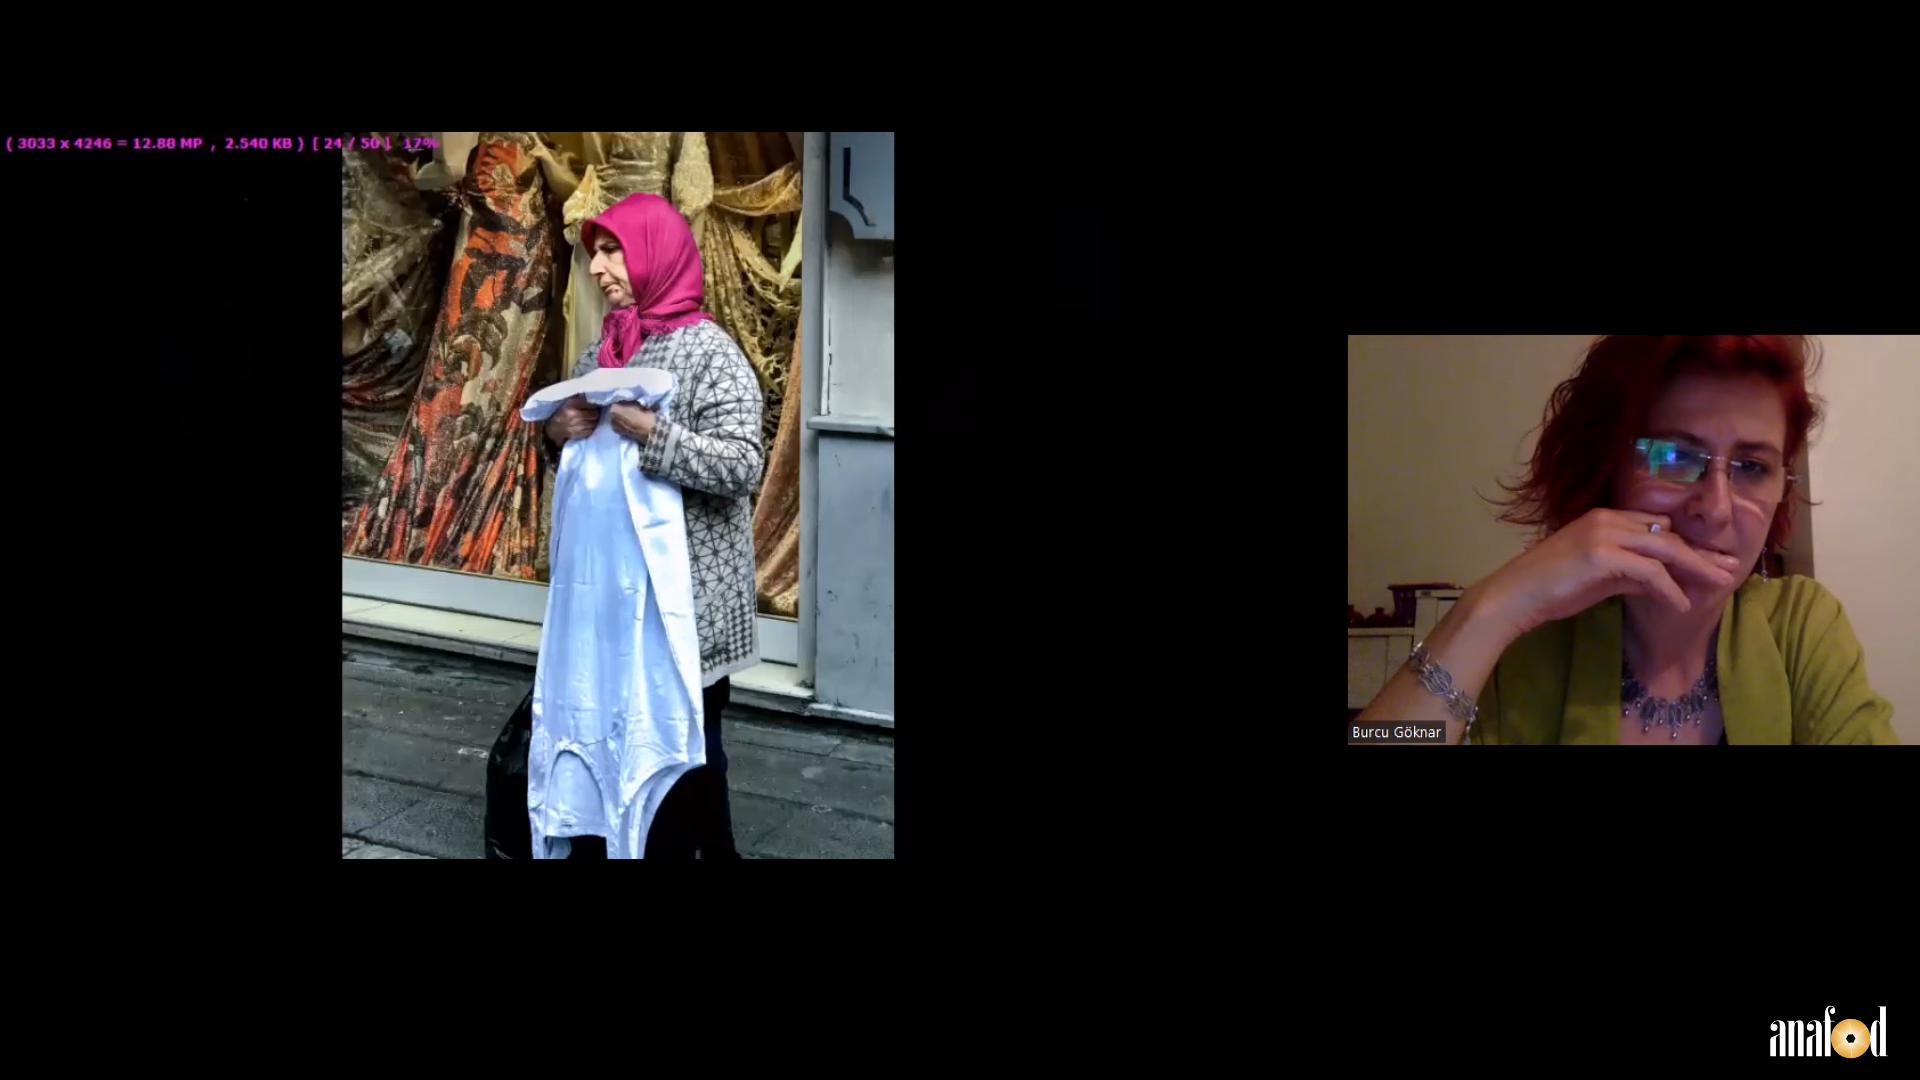 ( 3033 x 4246 = 12.88 MP , 2.540 KB ) [ 24 / 50 ] 17%
Burcu Göknar
anafod